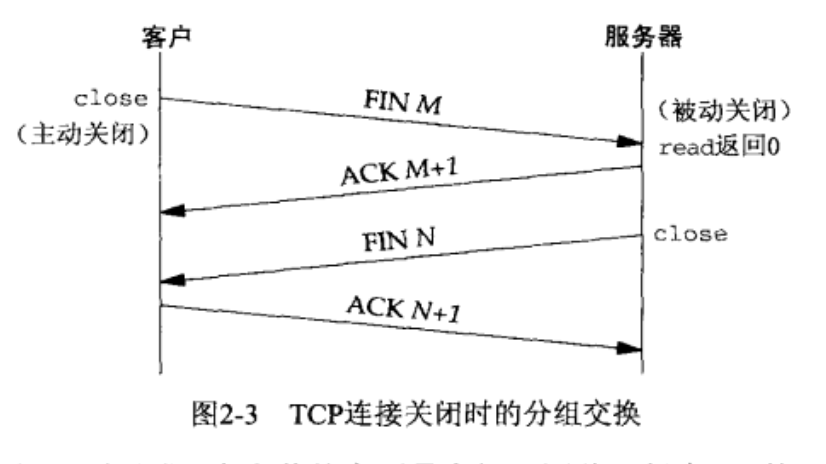 客户
服务器
close
（主动关闭）
FIN M
（被动关闭）
read返回0
ACK M+1
FIN N
close
ACK N+1
图2-3 TCP连接关闭时的分组交换